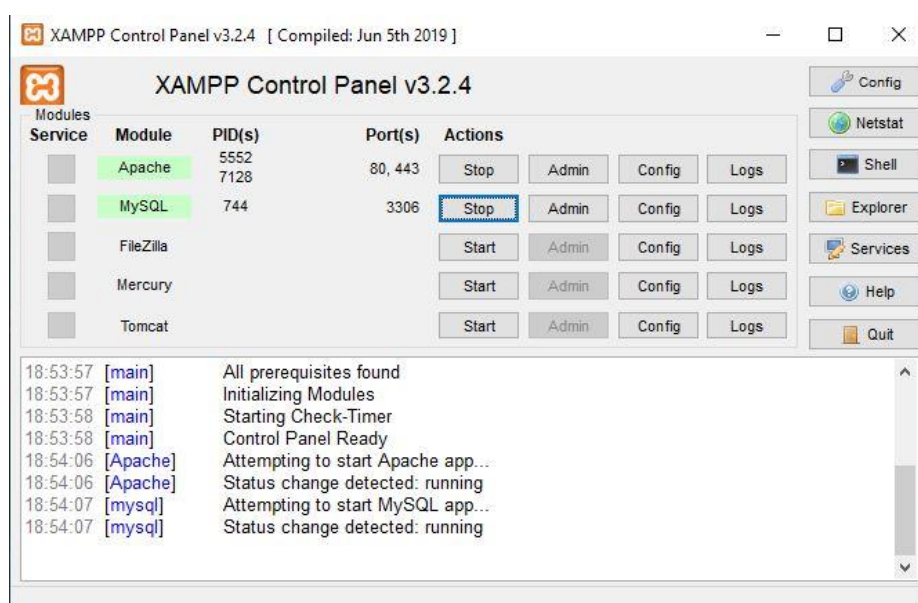 XAMPP Control Panel v3.2.4 [ Compiled: Jun 5th 2019 ]
XAMPP Control Panel v3.2.4
Config
Modules
Service Module PID(s) Port(s) Actions
Netstat
Apache 5552 7128 80, 443 Stop Admin Config Logs
Shell
MySQL 744 3306 Stop Admin Config Logs
Explorer
FileZilla Start Admin Config Logs
Services
Mercury Start Admin Config Logs
Help
Tomcat Start Admin Config Logs
Quit
18:53:57 [main] All prerequisites found
18:53:57 [main] Initializing Modules
18:53:58 [main] Starting Check-Timer
18:53:58 [main] Control Panel Ready
18:54:06 [Apache] Attempting to start Apache app...
18:54:06 [Apache] Status change detected: running
18:54:07 [mysql] Attempting to start MySQL app...
18:54:07 [mysql] Status change detected: running